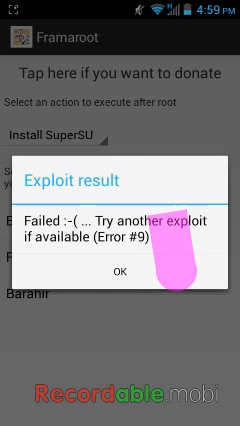 4:59 PM
Framaroot
Tap here if you want to donate
Select an action to execute after root
Install SuperSU
Exploit result
Failed :-( ... Try another exploit
if available (Error #9)
OK
Barahir
Recordable.mobi